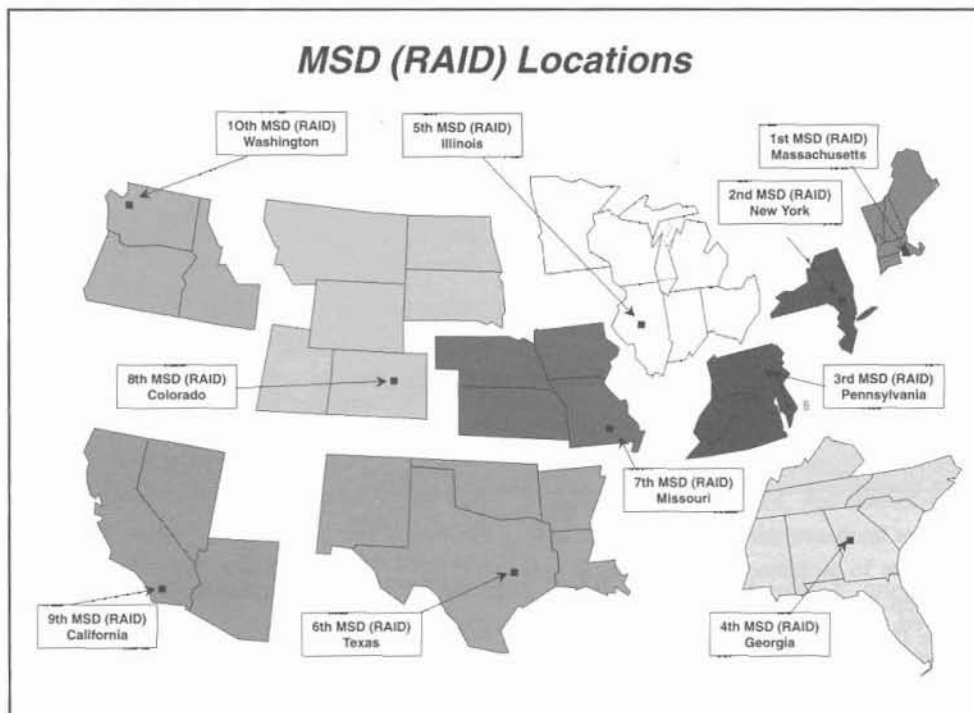 MSD (RAID) Locations
10th MSD (RAID)
Washington
5th MSD (RAID)
Illinois
1st MSD (RAID)
Massachusetts
2nd MSD (RAID)
New York
8th MSD (RAID)
Colorado
3rd MSD (RAID)
Pennsylvania
7th MSD (RAID)
Missouri
9th MSD (RAID)
California
6th MSD (RAID)
Texas
4th MSD (RAID)
Georgia